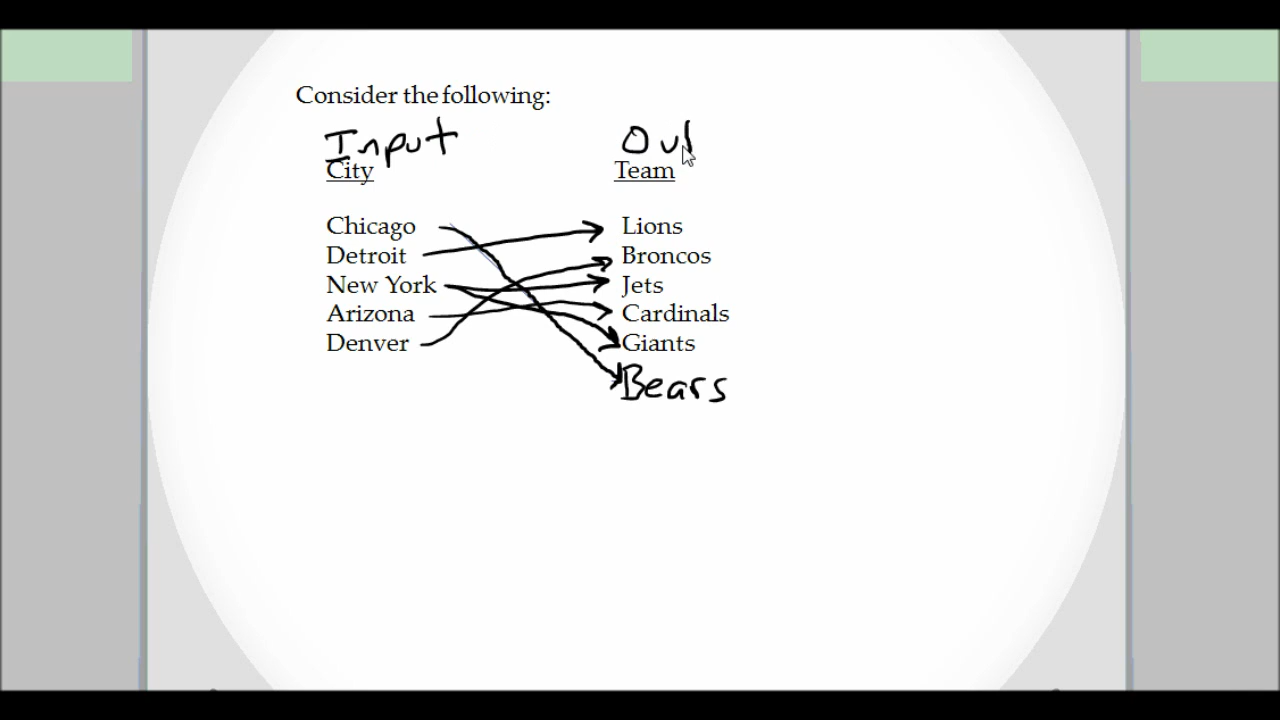 Consider the following:
Input Out
City Team
Chicago Lions
Detroit Broncos
New York Jets
Arizona Cardinals
Denver Giants
Bears